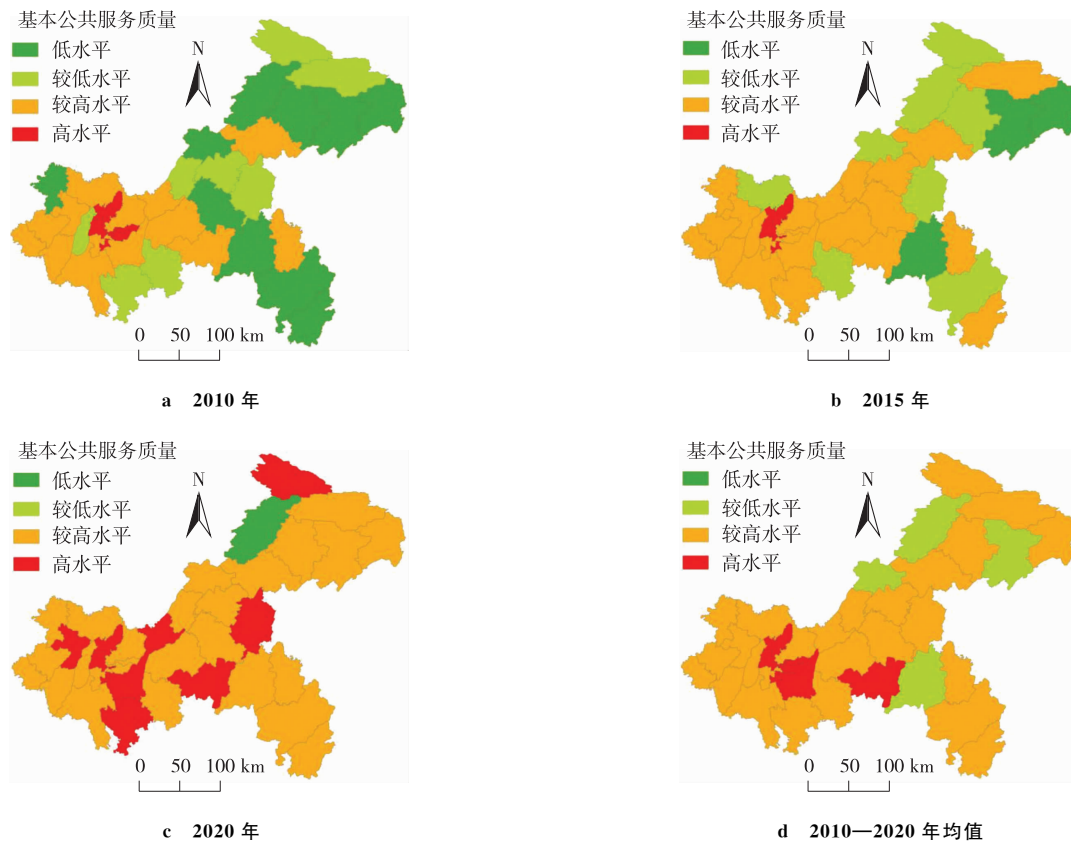 基本公共服务质量
低水平
较低水平
较高水平
高水平
N
0 50 100 km
a 2010 年
基本公共服务质量
低水平
较低水平
较高水平
高水平
N
0 50 100 km
b 2015 年
基本公共服务质量
低水平
较低水平
较高水平
高水平
N
0 50 100 km
c 2020 年
基本公共服务质量
低水平
较低水平
较高水平
高水平
N
0 50 100 km
d 2010—2020 年均值